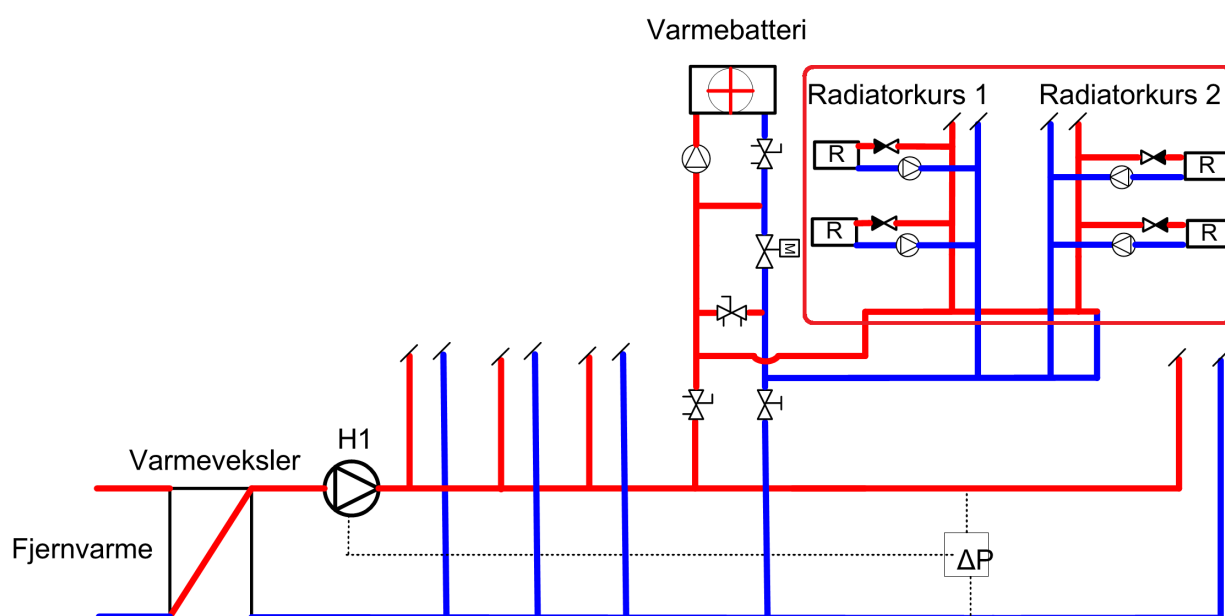 Varmebatteri
Radiatorkurs 1
Radiatorkurs 2
R
R
R
R
M
H1
Varmeveksler
Fjernvarme
ΔP